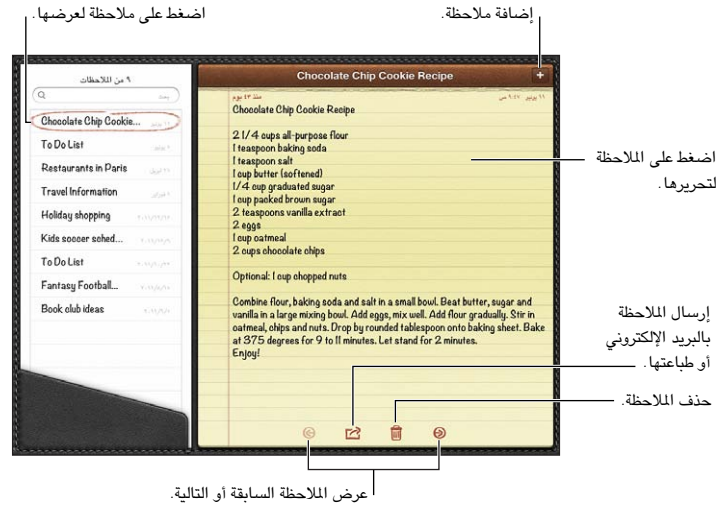 اضغط على ملاحظة لعرضها.
إضافة ملاحظة.
٩ من الملاحظات
بحث
Chocolate Chip Cookie...
To Do List
Restaurants in Paris
Travel Information
Holiday shopping
Kids soccer sched...
To Do List
Fantasy Football...
Book club ideas
Chocolate Chip Cookie Recipe
+
منذ ٤٣ يوم
Chocolate Chip Cookie Recipe
2 1/4 cups all-purpose flour
1 teaspoon baking soda
1 teaspoon salt
1 cup butter (softened)
1/4 cup graduated sugar
1 cup packed brown sugar
2 teaspoons vanilla extract
2 eggs
1 cup oatmeal
2 cups chocolate chips
Optional: 1 cup chopped nuts
Combine flour, baking soda and salt in a small bowl. Beat butter, sugar and
vanilla in a large mixing bowl. Add eggs, mix well. Add flour gradually. Stir in
oatmeal, chips and nuts. Drop by rounded tablespoon onto baking sheet. Bake
at 375 degrees for 9 to 11 minutes. Let stand for 2 minutes.
Enjoy!
اضغط على الملاحظة
لتحريرها.
إرسال الملاحظة
بالبريد الإلكتروني
أو طباعتها.
حذف الملاحظة.
عرض الملاحظة السابقة أو التالية.